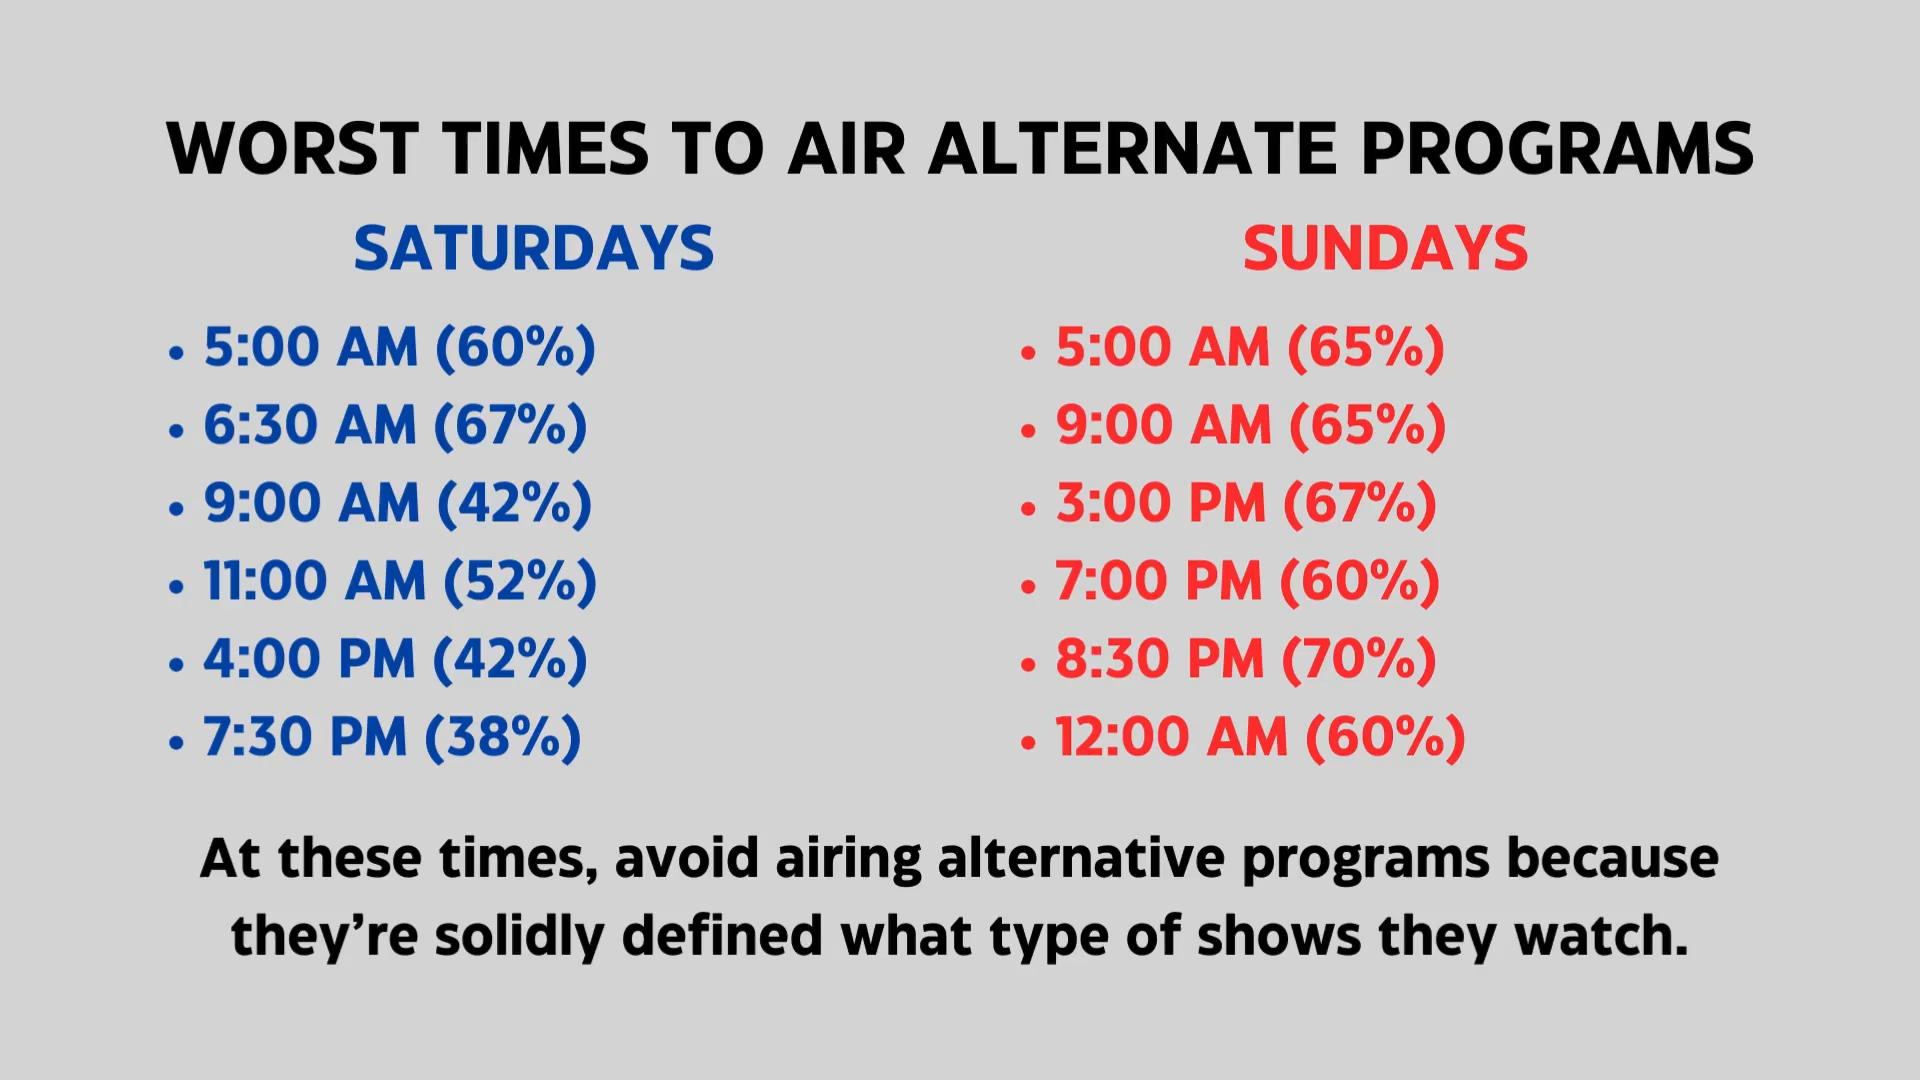 WORST TIMES TO AIR ALTERNATE PROGRAMS
SATURDAYS
• 5:00 AM (60%)
• 6:30 AM (67%)
• 9:00 AM (42%)
• 11:00 AM (52%)
• 4:00 PM (42%)
• 7:30 PM (38%)
SUNDAYS
• 5:00 AM (65%)
• 9:00 AM (65%)
• 3:00 PM (67%)
• 7:00 PM (60%)
• 8:30 PM (70%)
• 12:00 AM (60%)
At these times, avoid airing alternative programs because
they’re solidly defined what type of shows they watch.